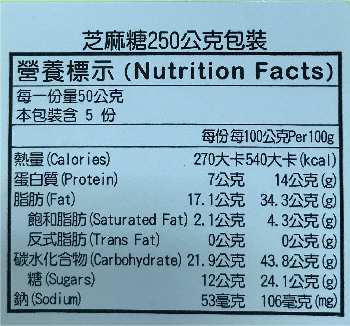 芝麻糖250公克包裝
營養標示 (Nutrition Facts)
每一份量50公克
本包裝含 5 份
每份 每100公克Per100g
熱量(Calories) 270大卡 540大卡(kcal)
蛋白質(Protein) 7公克 14公克(g)
脂肪(Fat) 17.1公克 34.3公克(g)
飽和脂肪(Saturated Fat) 2.1公克 4.3公克(g)
反式脂肪(Trans Fat) 0公克 0公克(g)
碳水化合物(Carbohydrate) 21.9公克 43.8公克(g)
糖(Sugars) 12公克 24.1公克(g)
鈉(Sodium) 53毫克 106毫克(mg)